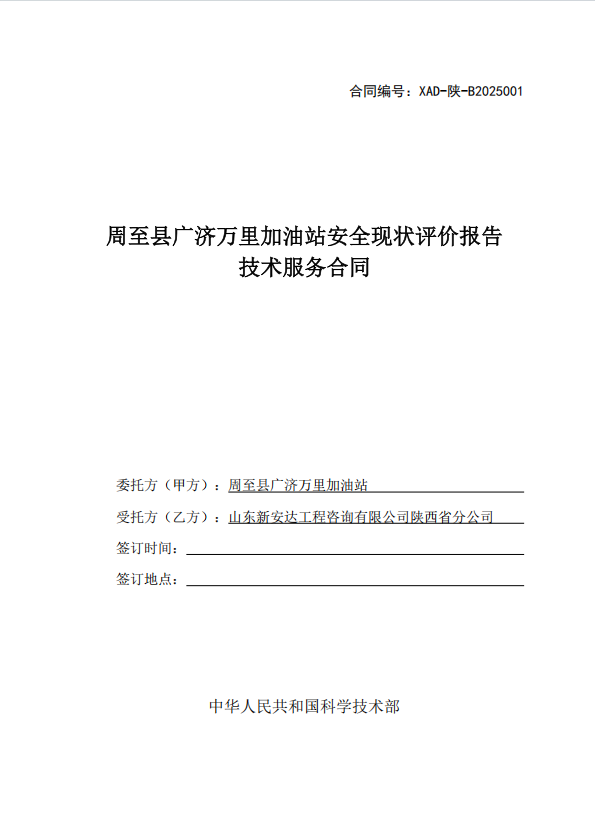 合同编号：XAD-陕-B2025001
周至县广济万里加油站安全现状评价报告
技术服务合同
委托方（甲方）：周至县广济万里加油站
受托方（乙方）：山东新安达工程咨询有限公司陕西省分公司
签订时间：
签订地点：
中华人民共和国科学技术部